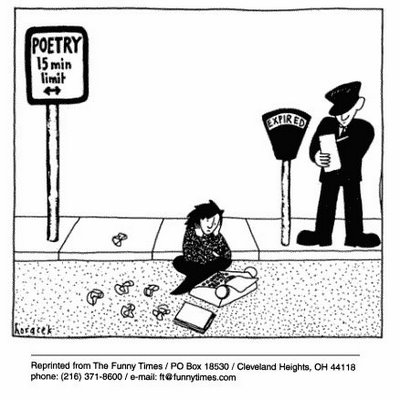 POETRY
15 min
limit
EXPIRED
horacek
Reprinted from The Funny Times / PO Box 18530 / Cleveland Heights, OH 44118
phone: (216) 371-8600 / e-mail: ft@funnytimes.com